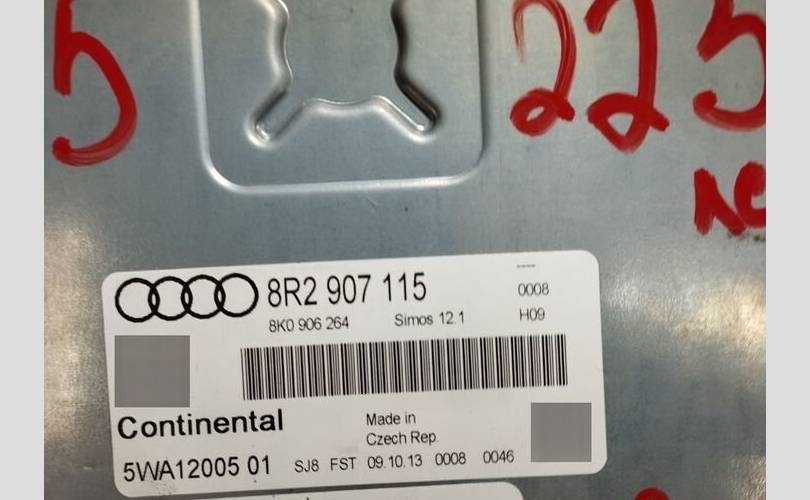 5
225
8R2 907 115
----
0008
8K0 906 264 Simos 12.1 H09
Continental
Made in
Czech Rep.
5WA12005 01 SJ8 FST 09.10.13 0008 0046